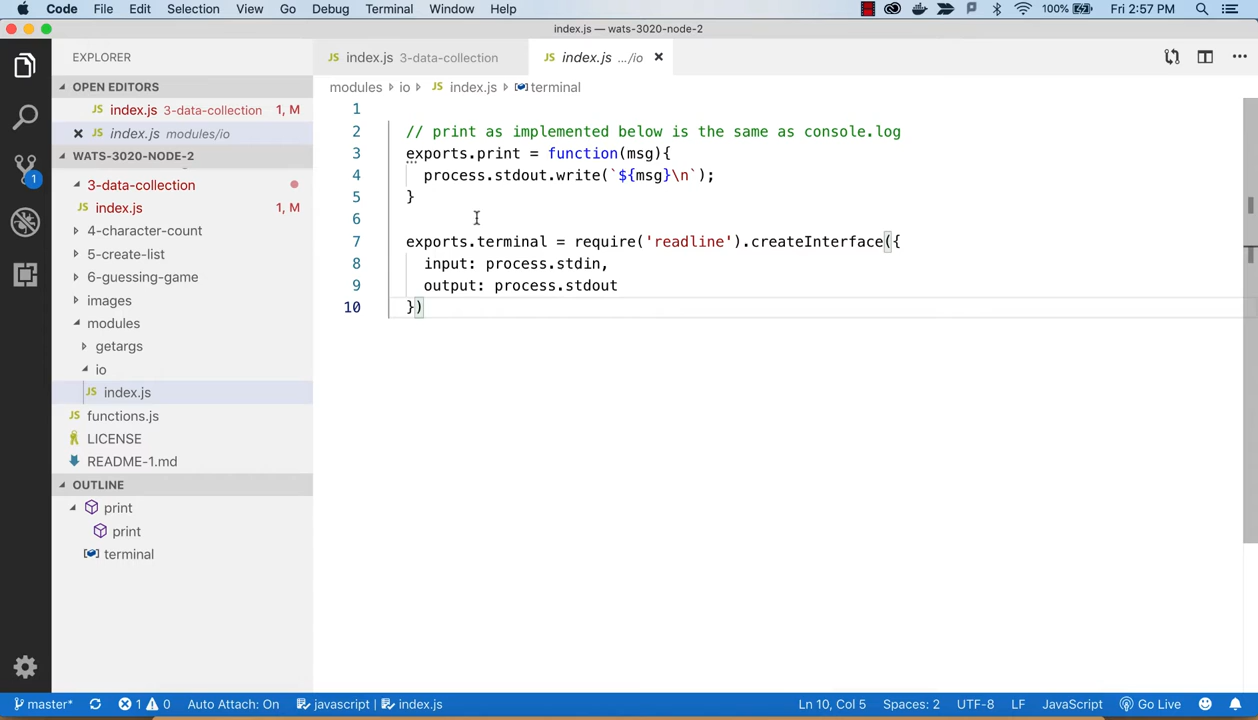 Code File Edit Selection View Go Debug Terminal Window Help 100% Fri 2:57 PM
index.js — wats-3020-node-2
EXPLORER
OPEN EDITORS
index.js 3-data-collection 1, M
index.js modules/io
WATS-3020-NODE-2
3-data-collection
index.js 1, M
4-character-count
5-create-list
6-guessing-game
images
modules
getargs
io
index.js
functions.js
LICENSE
README-1.md
OUTLINE
print
print
terminal
1
JS index.js 3-data-collection JS index.js .../io
modules io JS index.js terminal
1
2 // print as implemented below is the same as console.log
3 exports.print = function(msg){
4 process.stdout.write(`${msg}\n`);
5 }
6
7 exports.terminal = require('readline').createInterface({
8 input: process.stdin,
9 output: process.stdout
10 })
master* 1 0 Auto Attach: On javascript | index.js Ln 10, Col 5 Spaces: 2 UTF-8 LF JavaScript Go Live